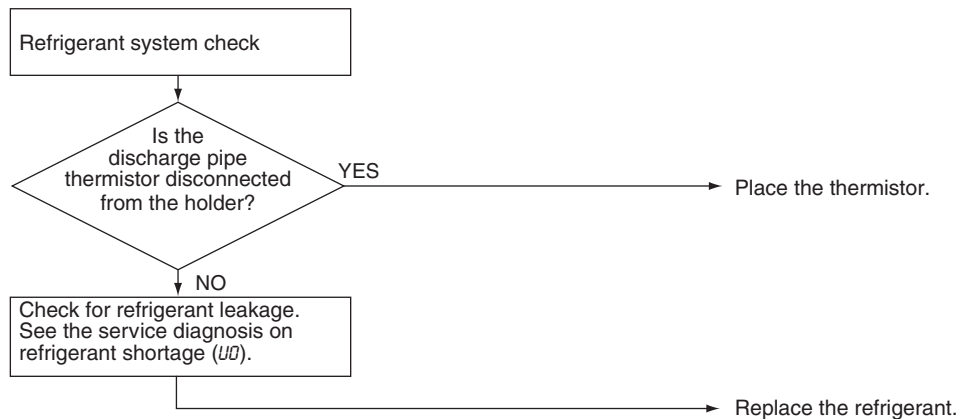 Refrigerant system check
Is the
discharge pipe
thermistor disconnected
from the holder?
YES
Place the thermistor.
NO
Check for refrigerant leakage.
See the service diagnosis on
refrigerant shortage (U0).
Replace the refrigerant.